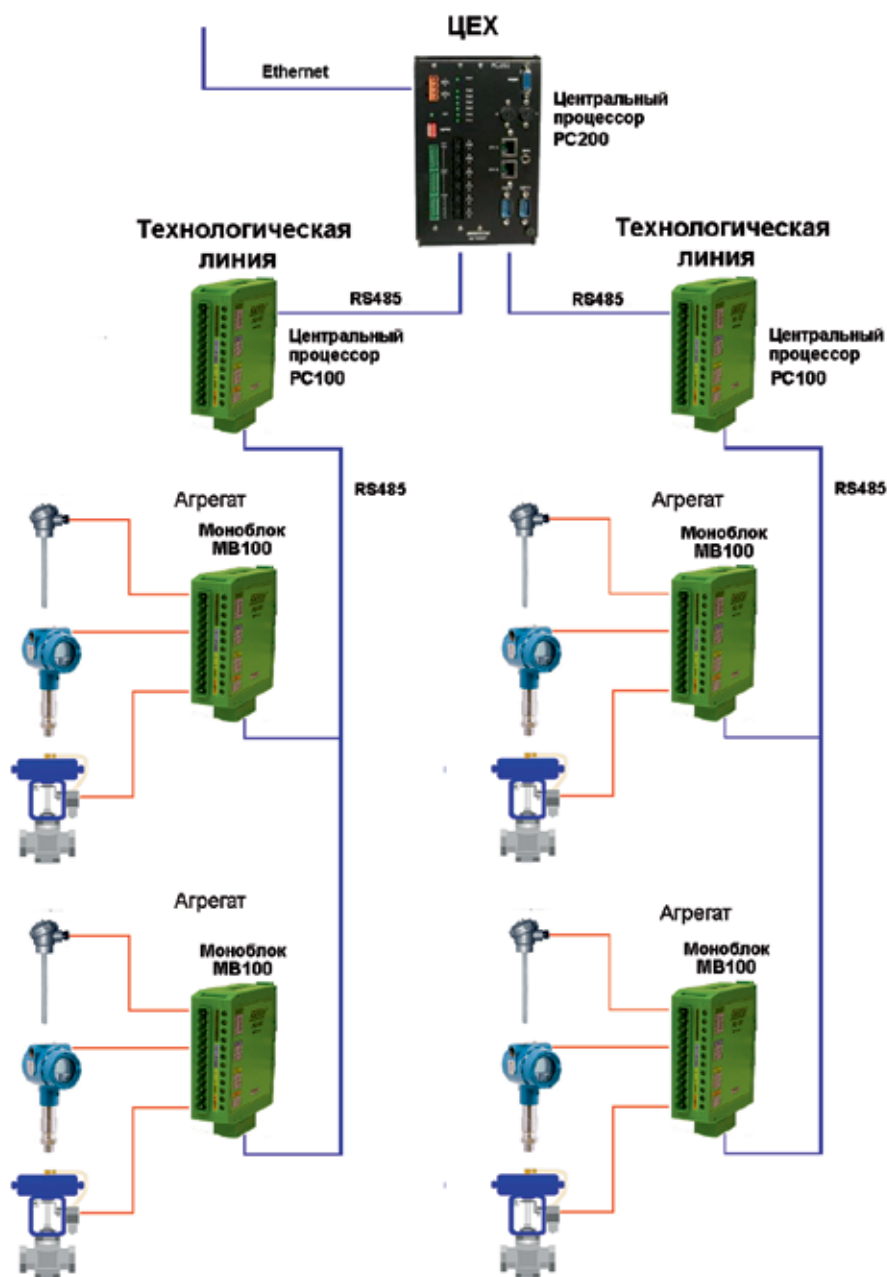 ЦЕХ
Ethernet
Центральный
процессор
PC200
Технологическая
линия
Технологическая
линия
RS485
RS485
Центральный
процессор
PC100
Центральный
процессор
PC100
RS485
RS485
Агрегат
Моноблок
MB100
Агрегат
Моноблок
MB100
Агрегат
Моноблок
MB100
Агрегат
Моноблок
MB100